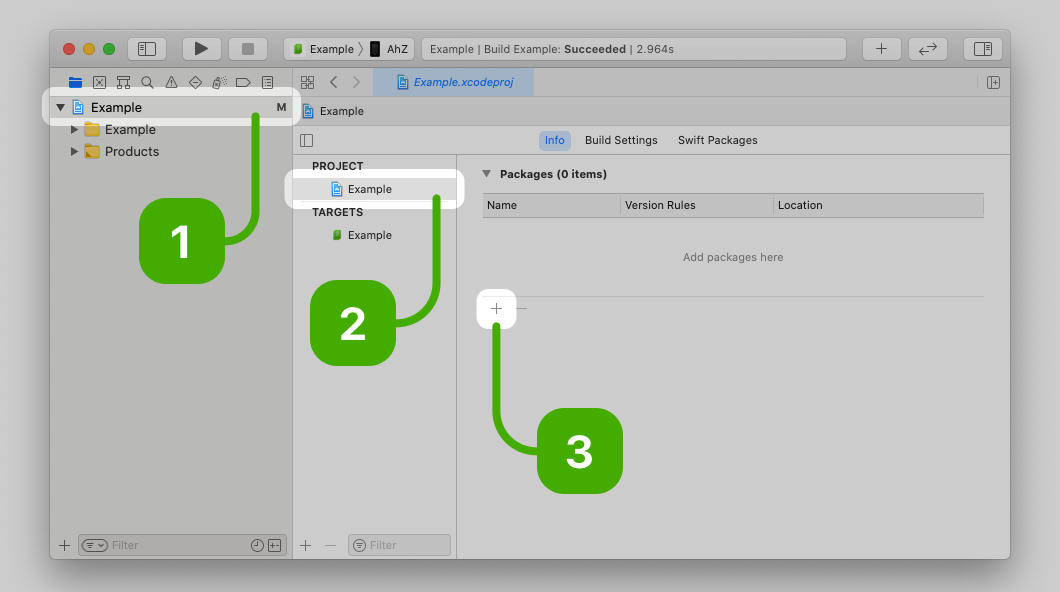 Example 〉 AhZ
Example | Build Example: Succeeded | 2.964s
Example.xcodeproj
Example M
Example
Example
Products
Info Build Settings Swift Packages
PROJECT
Example
TARGETS
Example
Packages (0 items)
Name Version Rules Location
Add packages here
1
2
3
Filter
Filter